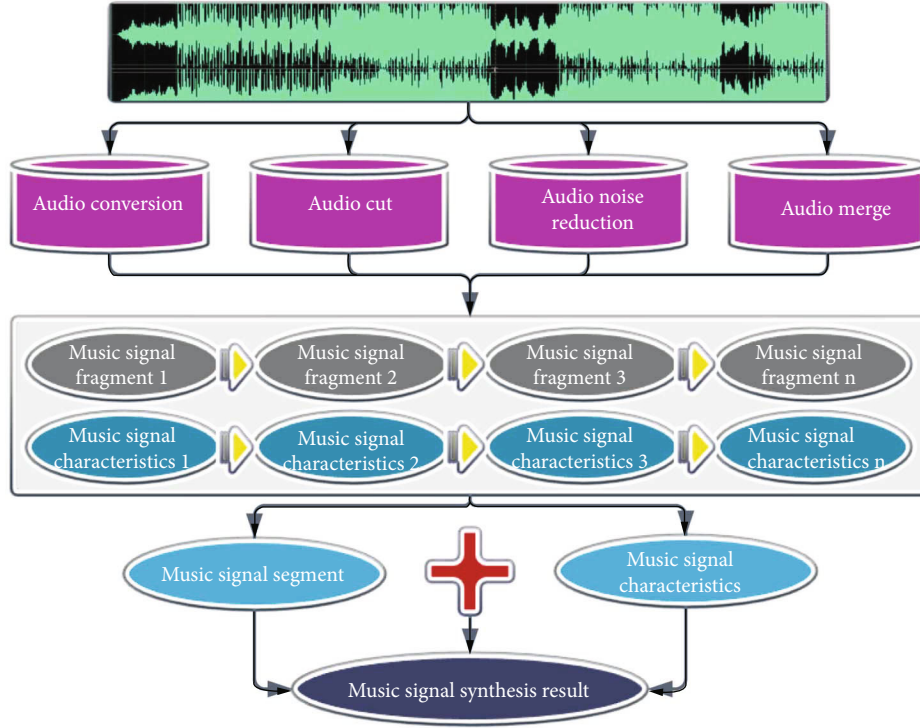 Audio conversion
Audio cut
Audio noise
reduction
Audio merge
Music signal
fragment 1
Music signal
fragment 2
Music signal
fragment 3
Music signal
fragment n
Music signal
characteristics 1
Music signal
characteristics 2
Music signal
characteristics 3
Music signal
characteristics n
Music signal segment
Music signal
characteristics
Music signal synthesis result